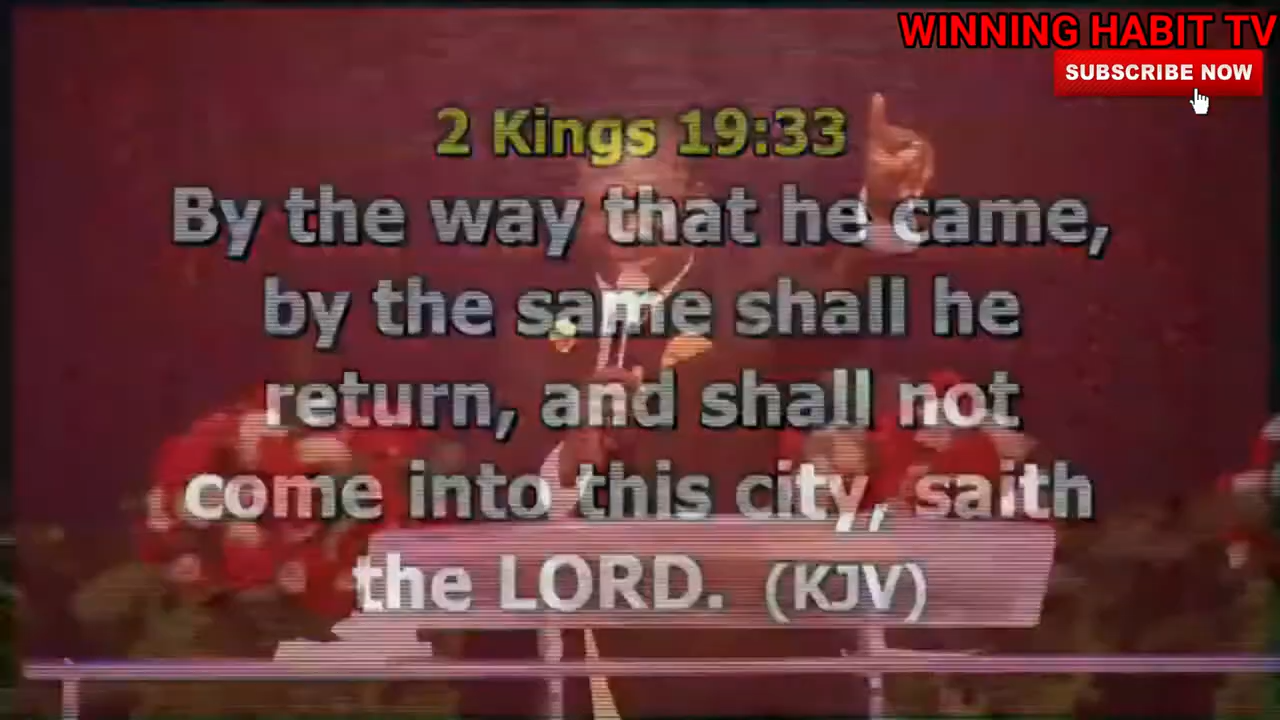 WINNING HABIT TV
SUBSCRIBE NOW
2 Kings 19:33
By the way that he came,
by the same shall he
return, and shall not
come into this city, saith
the LORD. (KJV)